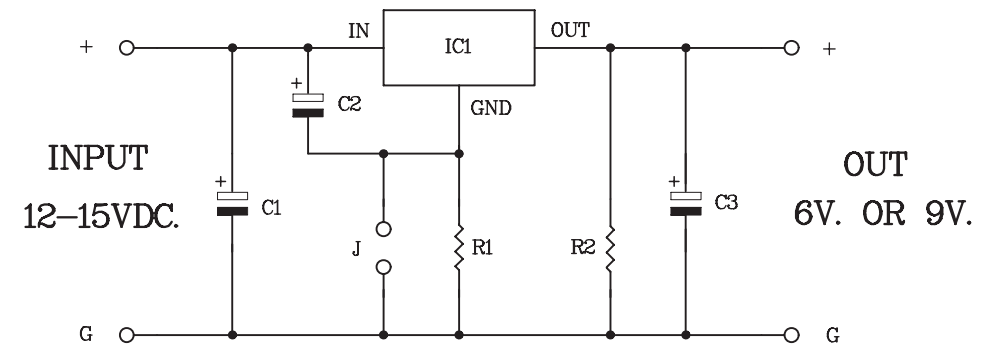 IN
OUT
+
IC1
+
+
C2
GND
INPUT
12-15VDC.
OUT
6V. OR 9V.
+
C1
+
C3
J
R1
R2
G
G